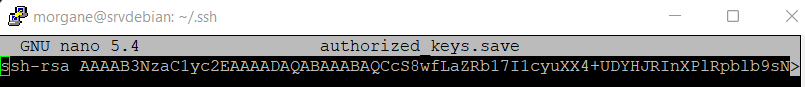 morgane@srvdebian: ~/.ssh
GNU nano 5.4 authorized_keys.save
ssh-rsa AAAAB3NzaC1yc2EAAAADAQABAAABAQCcS8wfLaZRb17I1cyuXX4+UDYHJRInXPlRpblb9sN>